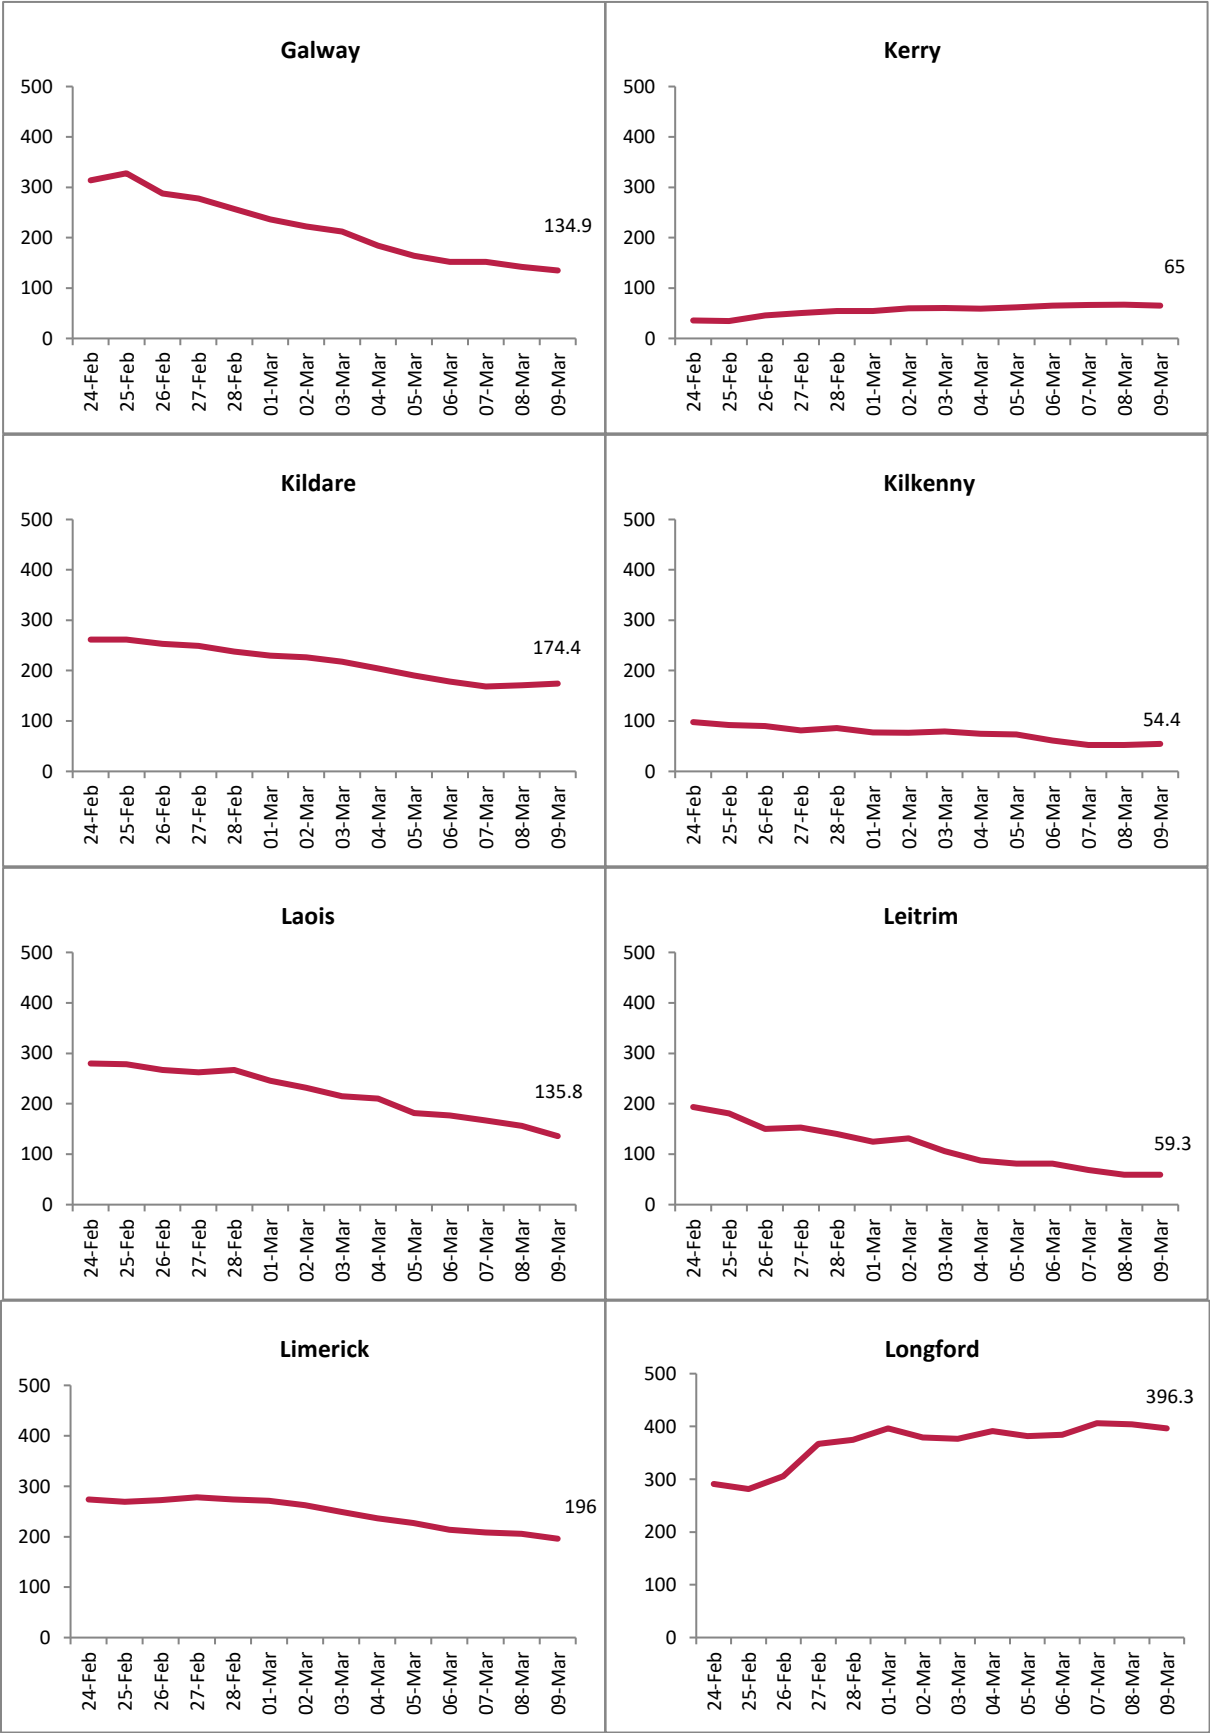 Galway
500
400
300
200
100
0
134.9
24-Feb
25-Feb
26-Feb
27-Feb
28-Feb
01-Mar
02-Mar
03-Mar
04-Mar
05-Mar
06-Mar
07-Mar
08-Mar
09-Mar
Kerry
500
400
300
200
100
0
65
24-Feb
25-Feb
26-Feb
27-Feb
28-Feb
01-Mar
02-Mar
03-Mar
04-Mar
05-Mar
06-Mar
07-Mar
08-Mar
09-Mar
Kildare
500
400
300
200
100
0
174.4
24-Feb
25-Feb
26-Feb
27-Feb
28-Feb
01-Mar
02-Mar
03-Mar
04-Mar
05-Mar
06-Mar
07-Mar
08-Mar
09-Mar
Kilkenny
500
400
300
200
100
0
54.4
24-Feb
25-Feb
26-Feb
27-Feb
28-Feb
01-Mar
02-Mar
03-Mar
04-Mar
05-Mar
06-Mar
07-Mar
08-Mar
09-Mar
Laois
500
400
300
200
100
0
135.8
24-Feb
25-Feb
26-Feb
27-Feb
28-Feb
01-Mar
02-Mar
03-Mar
04-Mar
05-Mar
06-Mar
07-Mar
08-Mar
09-Mar
Leitrim
500
400
300
200
100
0
59.3
24-Feb
25-Feb
26-Feb
27-Feb
28-Feb
01-Mar
02-Mar
03-Mar
04-Mar
05-Mar
06-Mar
07-Mar
08-Mar
09-Mar
Limerick
500
400
300
200
100
0
196
24-Feb
25-Feb
26-Feb
27-Feb
28-Feb
01-Mar
02-Mar
03-Mar
04-Mar
05-Mar
06-Mar
07-Mar
08-Mar
09-Mar
Longford
500
400
300
200
100
0
396.3
24-Feb
25-Feb
26-Feb
27-Feb
28-Feb
01-Mar
02-Mar
03-Mar
04-Mar
05-Mar
06-Mar
07-Mar
08-Mar
09-Mar